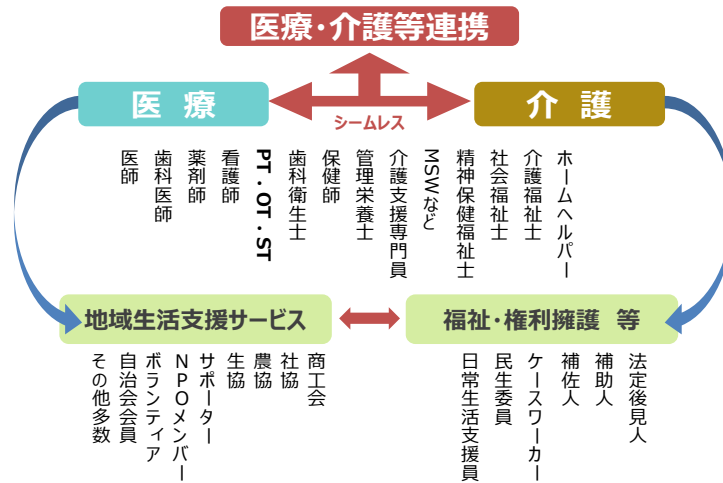 医療・介護等連携
医療
シームレス
介護
医師
歯科医師
薬剤師
看護師
PT.OT.ST
歯科衛生士
保健師
管理栄養士
介護支援専門員
MSWなど
精神保健福祉士
社会福祉士
介護福祉士
ホームヘルパー
地域生活支援サービス
福祉・権利擁護 等
その他多数
自治会会員
ボランティア
NPOメンバー
サポーター
生協
農協
社協
商工会
日常生活支援員
民生委員
ケースワーカー
補佐人
補助人
法定後見人